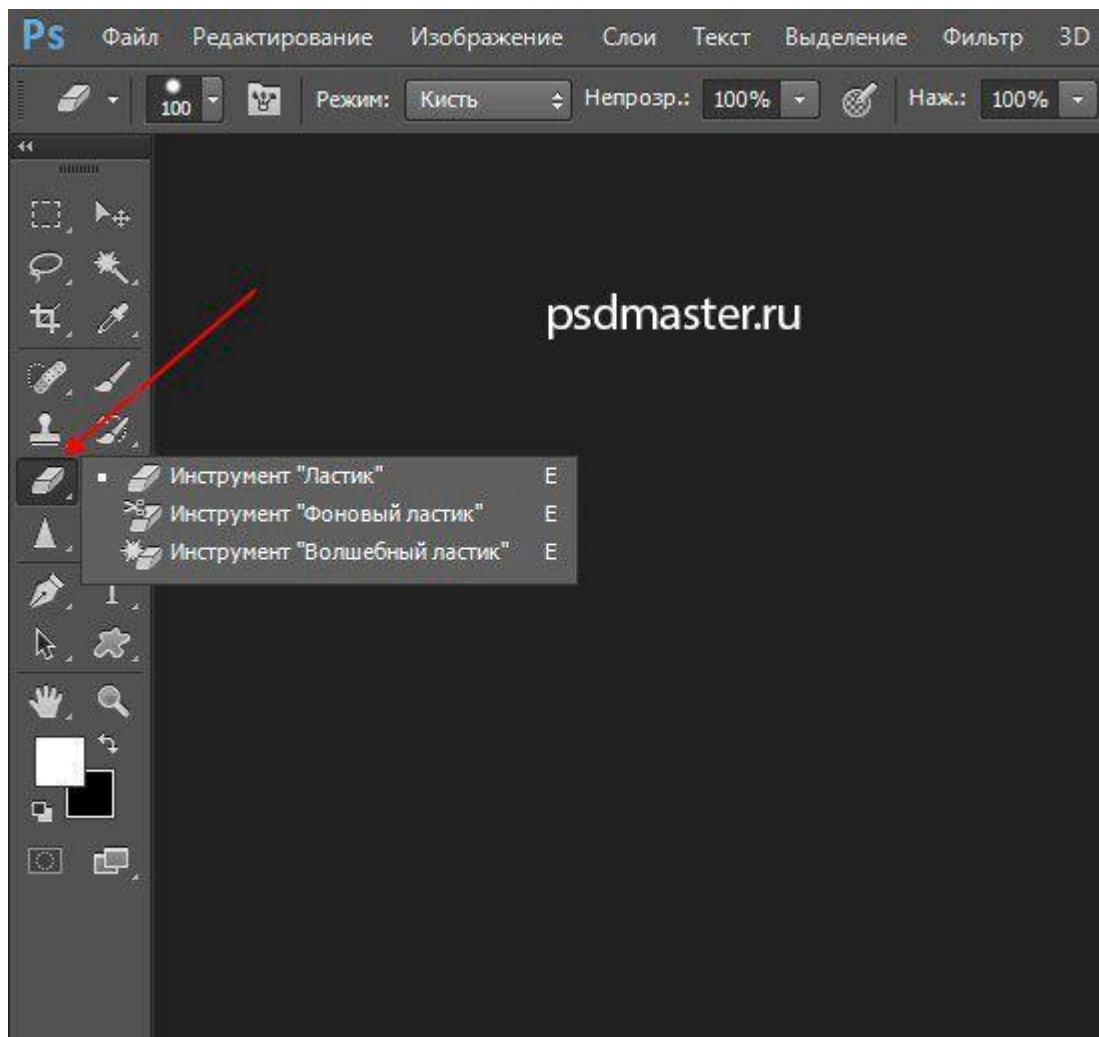 Ps Файл Редактирование Изображение Слои Текст Выделение Фильтр 3D
100 Режим: Кисть Непрозр.: 100% Наж.: 100%
psdmaster.ru
Инструмент "Ластик" E
Инструмент "Фоновый ластик" E
Инструмент "Волшебный ластик" E